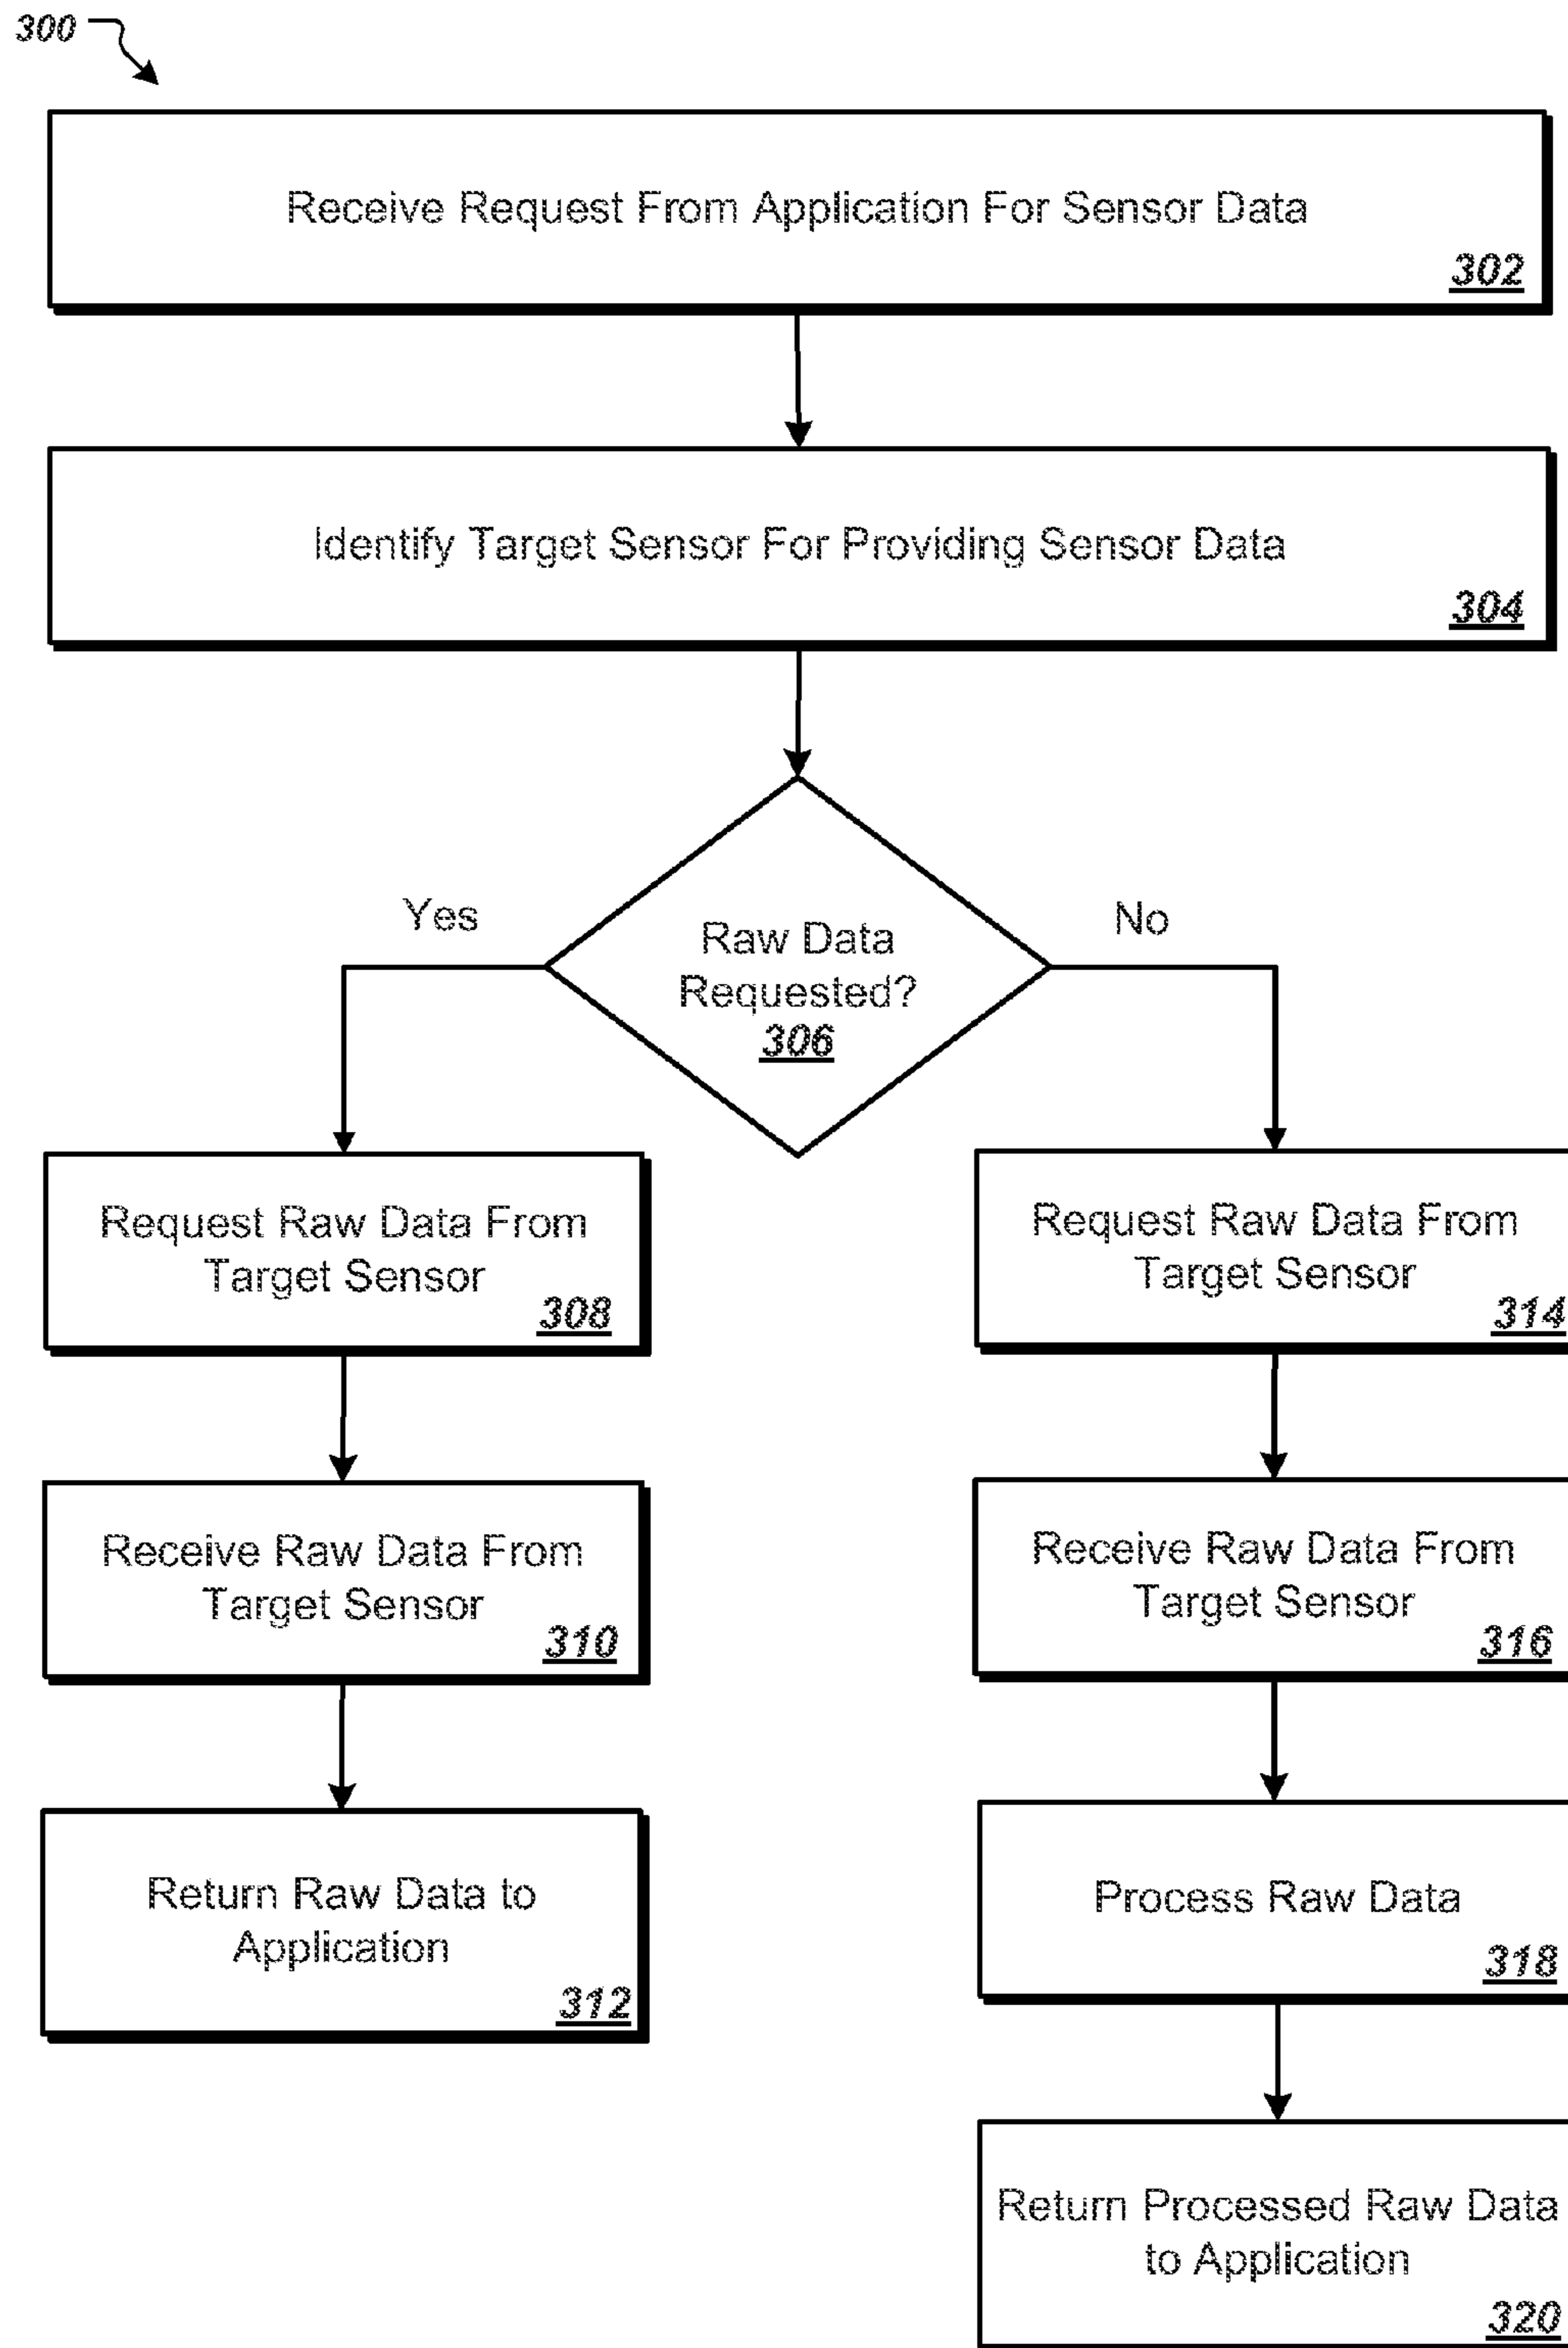 300
Receive Request From Application For Sensor Data
302
Identify Target Sensor For Providing Sensor Data
304
Yes
Raw Data
Requested?
306
No
Request Raw Data From
Target Sensor
308
Receive Raw Data From
Target Sensor
310
Return Raw Data to
Application
312
Request Raw Data From
Target Sensor
314
Receive Raw Data From
Target Sensor
316
Process Raw Data
318
Return Processed Raw Data
to Application
320